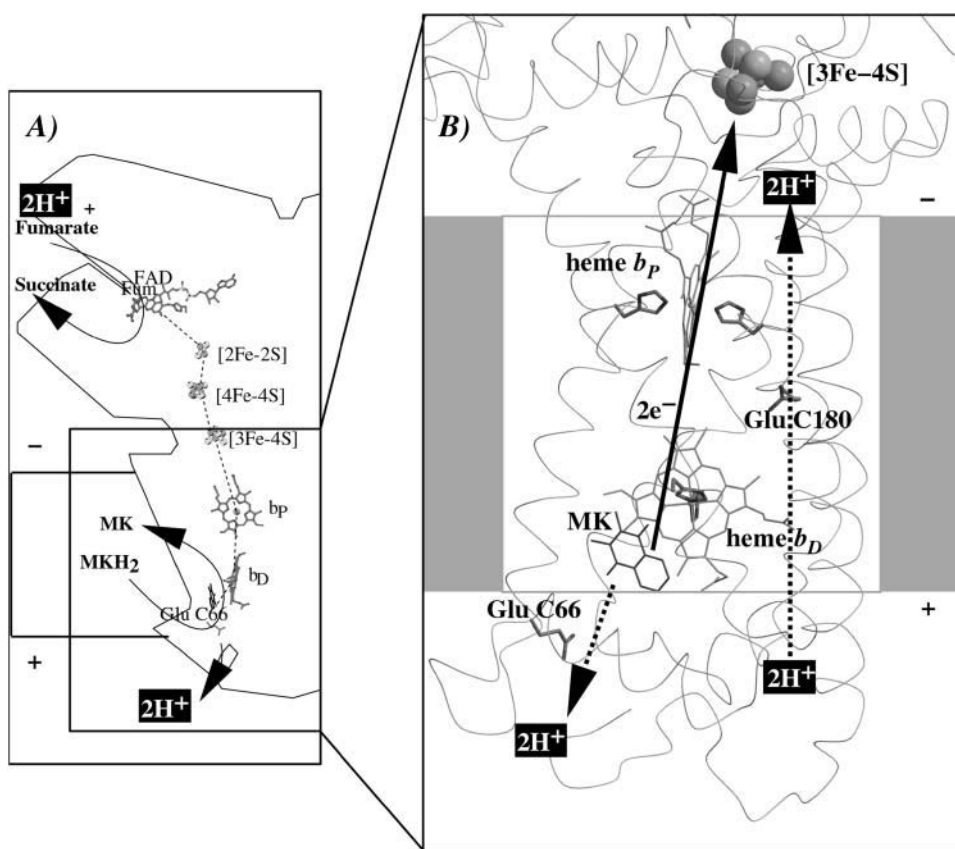 A)
2H+
+
Fumarate
Succinate
FAD
Fum
[2Fe-2S]
[4Fe-4S]
[3Fe-4S]
−
bP
MK
MKH2
bD
Glu C66
+
2H+
B)
[3Fe−4S]
2H+
−
heme bP
2e−
Glu C180
MK
heme bD
Glu C66
+
2H+
2H+